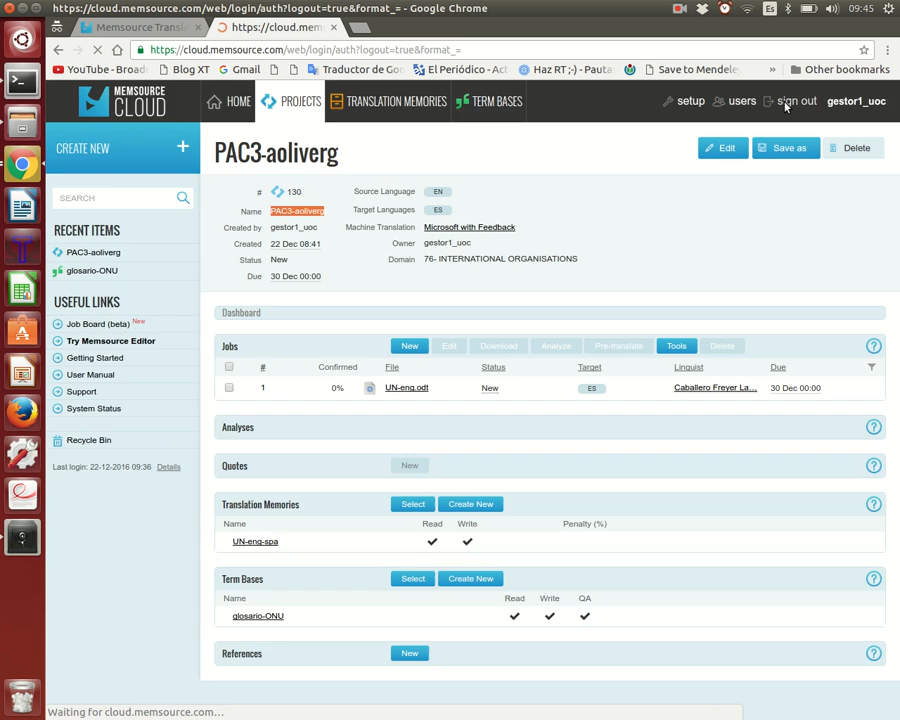 https://cloud.memsource.com/web/login/auth?logout=true&format_= - Google Chrome
Es
09:45
Memsource Transla
https://cloud.memsou
https://cloud.memsource.com/web/login/auth?logout=true&format_=
YouTube - Broad
Blog XT
Gmail
Traductor de Goo
El Periódico - Act
Haz RT ;-) - Pauta
Save to Mendeley
»
Other bookmarks
MEMSOURCE
CLOUD
HOME
PROJECTS
TRANSLATION MEMORIES
TERM BASES
setup
users
sign out
gestor1_uoc
CREATE NEW +
SEARCH
RECENT ITEMS
PAC3-aoliverg
glosario-ONU
USEFUL LINKS
Job Board (beta) New
Try Memsource Editor
Getting Started
User Manual
Support
System Status
Recycle Bin
Last login: 22-12-2016 09:36 Details
PAC3-aoliverg
Edit
Save as
Delete
# 130
Name PAC3-aoliverg
Created by gestor1_uoc
Created 22 Dec 08:41
Status New
Due 30 Dec 00:00
Source Language EN
Target Languages ES
Machine Translation Microsoft with Feedback
Owner gestor1_uoc
Domain 76- INTERNATIONAL ORGANISATIONS
Dashboard
Jobs New Edit Download Analyze Pre-translate Tools Delete ?
# Confirmed File Status Target Linguist Due
1 0% UN-eng.odt New ES Caballero Freyer La... 30 Dec 00:00
Analyses ?
Quotes New ?
Translation Memories Select Create New ?
Name Read Write Penalty (%)
UN-eng-spa
Term Bases Select Create New ?
Name Read Write QA
glosario-ONU
References New ?
Waiting for cloud.memsource.com…